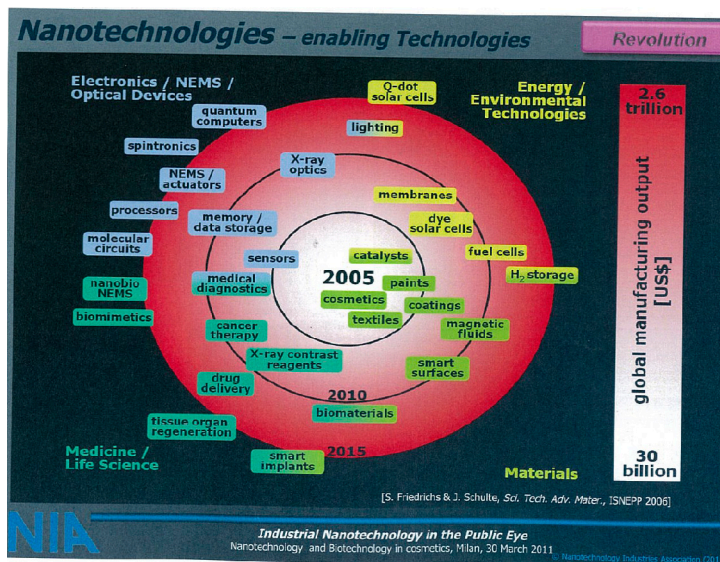 Nanotechnologies – enabling Technologies
Revolution
Electronics / NEMS /
Optical Devices
Energy /
Environmental
Technologies
Q-dot
solar cells
quantum
computers
lighting
spintronics
X-ray
optics
NEMS /
actuators
membranes
processors
memory /
data storage
dye
solar cells
molecular
circuits
sensors
catalysts
fuel cells
H2 storage
nanobio
NEMS
medical
diagnostics
2005
paints
cosmetics
coatings
biomimetics
textiles
cancer
therapy
magnetic
fluids
X-ray contrast
reagents
smart
surfaces
drug
delivery
2010
biomaterials
tissue organ
regeneration
2015
smart
implants
Medicine /
Life Science
Materials
2.6
trillion
global manufacturing output
[US$]
30
billion
[S. Friedrichs & J. Schulte, Sci. Tech. Adv. Mater., ISNEPP 2006]
NIA
Industrial Nanotechnology in the Public Eye
Nanotechnology and Biotechnology in cosmetics, Milan, 30 March 2011
© Nanotechnology Industries Association